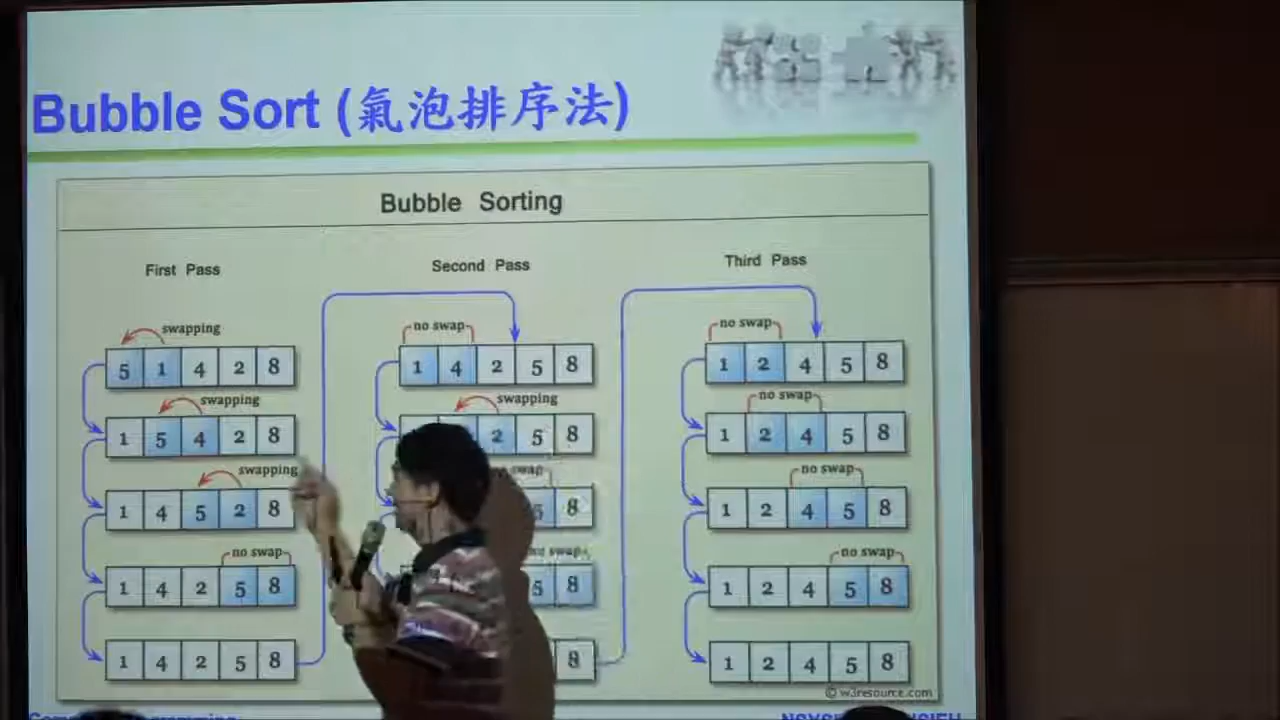 Bubble Sort (氣泡排序法)
Bubble Sorting
First Pass
swapping
5 1 4 2 8
swapping
1 5 4 2 8
swapping
1 4 5 2 8
no swap
1 4 2 5 8
1 4 2 5 8
Second Pass
no swap
1 4 2 5 8
swapping
2 5 8
swap
5 8
no swap
5 8
8
Third Pass
no swap
1 2 4 5 8
no swap
1 2 4 5 8
no swap
1 2 4 5 8
no swap
1 2 4 5 8
1 2 4 5 8
© w3resource.com